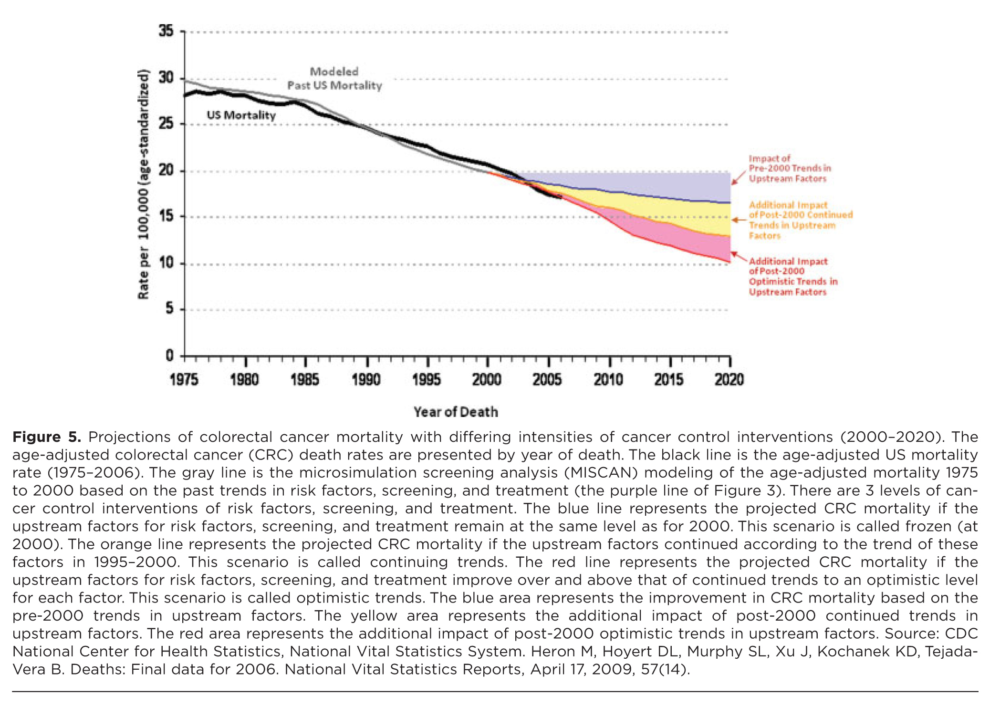 35
30
25
20
15
10
5
0
Rate per 100,000 (age-standardized)
Modeled
Past US Mortality
US Mortality
Impact of
Pre-2000 Trends in
Upstream Factors
Additional Impact
of Post-2000 Continued
Trends in Upstream
Factors
Additional Impact
of Post-2000
Optimistic Trends in
Upstream Factors
1975 1980 1985 1990 1995 2000 2005 2010 2015 2020
Year of Death
Figure 5. Projections of colorectal cancer mortality with differing intensities of cancer control interventions (2000–2020). The
age-adjusted colorectal cancer (CRC) death rates are presented by year of death. The black line is the age-adjusted US mortality
rate (1975–2006). The gray line is the microsimulation screening analysis (MISCAN) modeling of the age-adjusted mortality 1975
to 2000 based on the past trends in risk factors, screening, and treatment (the purple line of Figure 3). There are 3 levels of can-
cer control interventions of risk factors, screening, and treatment. The blue line represents the projected CRC mortality if the
upstream factors for risk factors, screening, and treatment remain at the same level as for 2000. This scenario is called frozen (at
2000). The orange line represents the projected CRC mortality if the upstream factors continued according to the trend of these
factors in 1995–2000. This scenario is called continuing trends. The red line represents the projected CRC mortality if the
upstream factors for risk factors, screening, and treatment improve over and above that of continued trends to an optimistic level
for each factor. This scenario is called optimistic trends. The blue area represents the improvement in CRC mortality based on the
pre-2000 trends in upstream factors. The yellow area represents the additional impact of post-2000 continued trends in
upstream factors. The red area represents the additional impact of post-2000 optimistic trends in upstream factors. Source: CDC
National Center for Health Statistics, National Vital Statistics System. Heron M, Hoyert DL, Murphy SL, Xu J, Kochanek KD, Tejada-
Vera B. Deaths: Final data for 2006. National Vital Statistics Reports, April 17, 2009, 57(14).